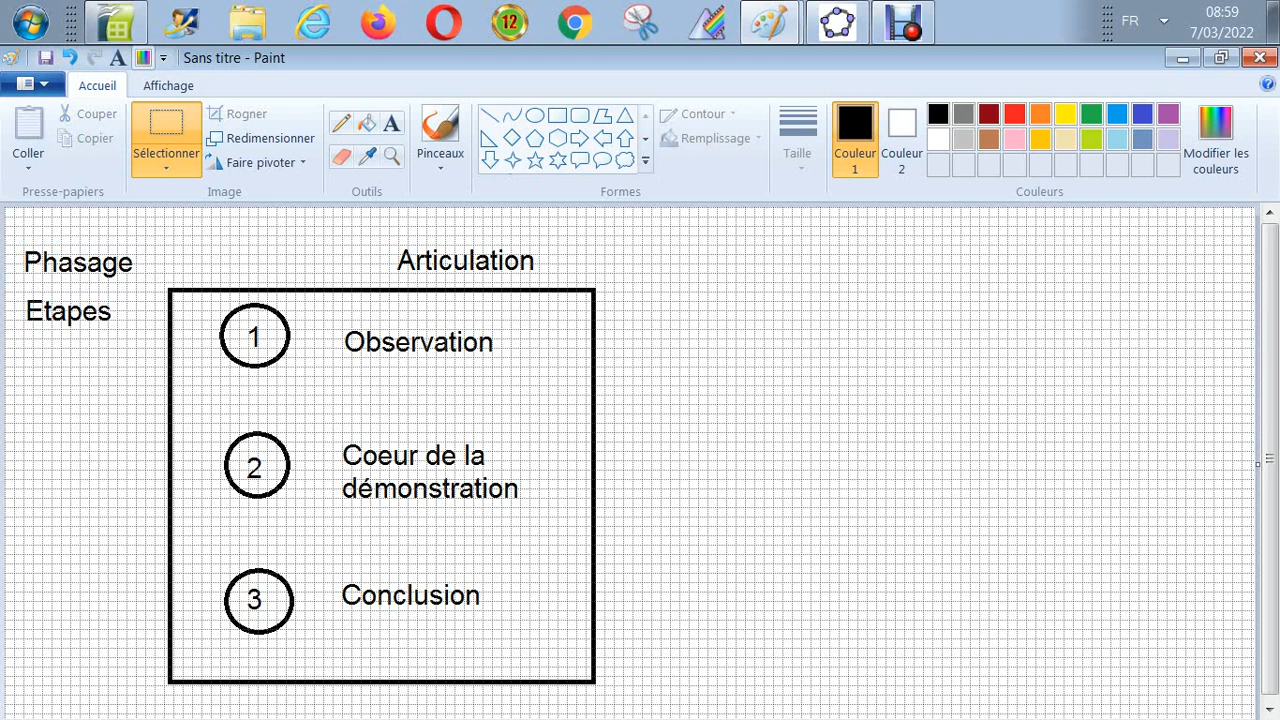 12
FR
08:59
7/03/2022
Sans titre - Paint
Accueil
Affichage
Coller
Couper
Copier
Presse-papiers
Sélectionner
Rogner
Redimensionner
Faire pivoter
Image
Outils
Pinceaux
Formes
Contour
Remplissage
Taille
Couleur
1
Couleur
2
Modifier les
couleurs
Couleurs
Phasage
Articulation
Etapes
1
Observation
2
Coeur de la
démonstration
3
Conclusion